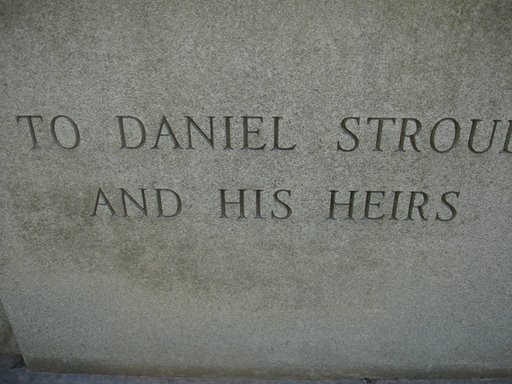 TO DANIEL STROU
AND HIS HEIRS